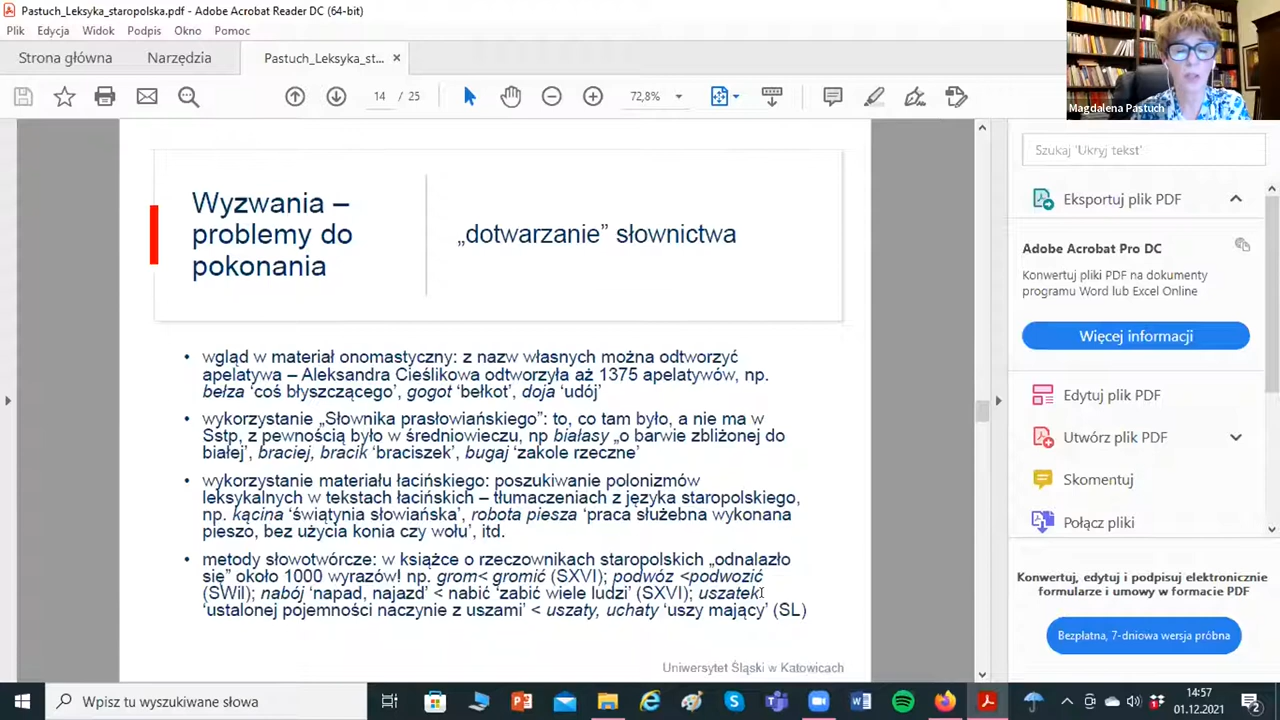 Pastuch_Leksyka_staropolska.pdf - Adobe Acrobat Reader DC (64-bit)
Plik Edycja Widok Podpis Okno Pomoc
Strona główna Narzędzia Pastuch_Leksyka_st... ×
14 / 25 72,8%
Magdalena Pastuch
Wyzwania –
problemy do
pokonania
„dotwarzanie” słownictwa
• wgląd w materiał onomastyczny: z nazw własnych można odtworzyć
apelatywa – Aleksandra Cieślikowa odtworzyła aż 1375 apelatywów, np.
bełza ‘coś błyszczącego’, gogot ‘bełkot’, doja ‘udój’
• wykorzystanie „Słownika prasłowiańskiego”: to, co tam było, a nie ma w
Sstp, z pewnością było w średniowieczu, np białasy „o barwie zbliżonej do
białej’, braciej, bracik ‘braciszek’, bugaj ‘zakole rzeczne’
• wykorzystanie materiału łacińskiego: poszukiwanie polonizmów
leksykalnych w tekstach łacińskich – tłumaczeniach z języka staropolskiego,
np. kącina ‘świątynia słowiańska’, robota piesza ‘praca służebna wykonana
pieszo, bez użycia konia czy wołu’, itd.
• metody słowotwórcze: w książce o rzeczownikach staropolskich „odnalazło
się” około 1000 wyrazów! np. grom< gromić (SXVI); podwóz <podwozić
(SWil); nabój ‘napad, najazd’ < nabić ‘zabić wiele ludzi’ (SXVI); uszatek
‘ustalonej pojemności naczynie z uszami’ < uszaty, uchaty ‘uszy mający’ (SL)
Uniwersytet Śląski w Katowicach
Szukaj 'Ukryj tekst'
Eksportuj plik PDF
Adobe Acrobat Pro DC
Konwertuj pliki PDF na dokumenty
programu Word lub Excel Online
Więcej informacji
Edytuj plik PDF
Utwórz plik PDF
Skomentuj
Połącz pliki
Konwertuj, edytuj i podpisuj elektronicznie
formularze i umowy w formacie PDF
Bezpłatna, 7-dniowa wersja próbna
Wpisz tu wyszukiwane słowa
14:57
01.12.2021
2